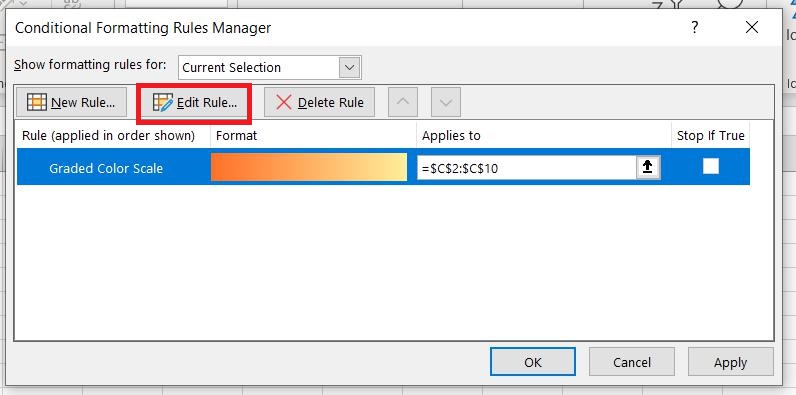 Conditional Formatting Rules Manager
?
Show formatting rules for: Current Selection
New Rule... Edit Rule... Delete Rule
Rule (applied in order shown) Format Applies to Stop If True
Graded Color Scale =$C$2:$C$10
OK Cancel Apply